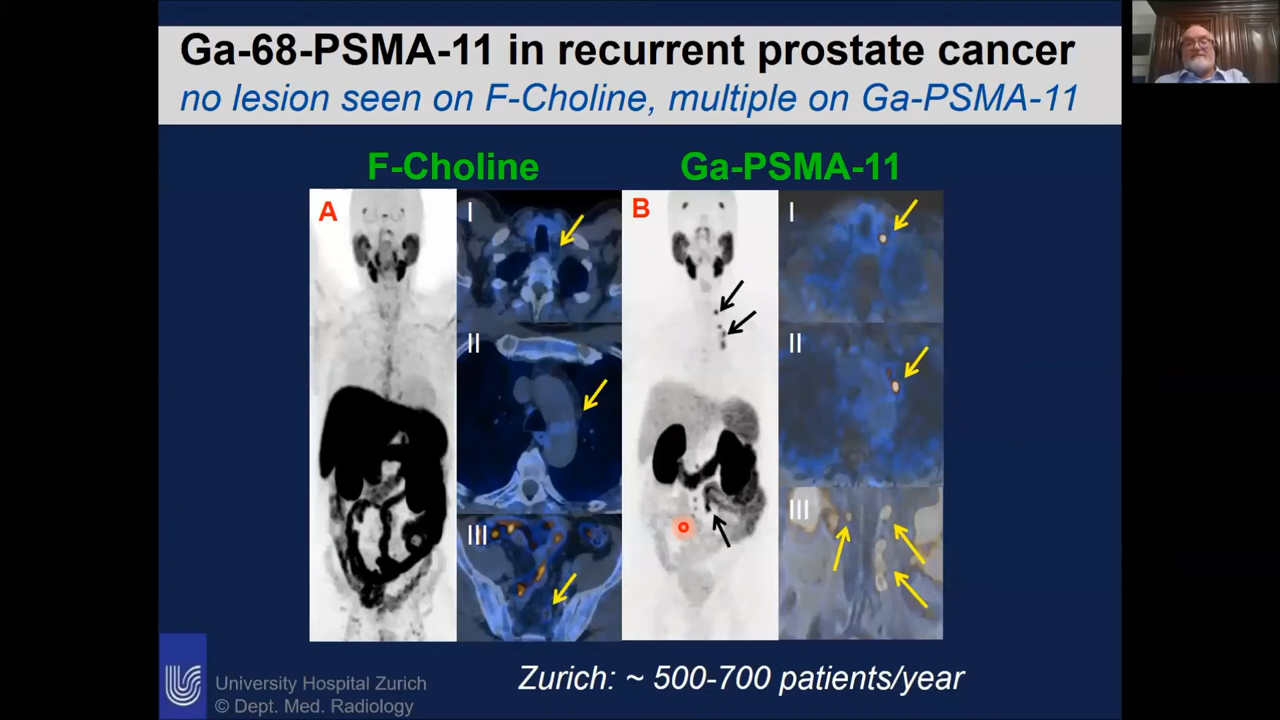 Ga-68-PSMA-11 in recurrent prostate cancer
no lesion seen on F-Choline, multiple on Ga-PSMA-11
F-Choline
Ga-PSMA-11
A
I
II
III
B
I
II
III
Zurich: ~ 500-700 patients/year
University Hospital Zurich
© Dept. Med. Radiology